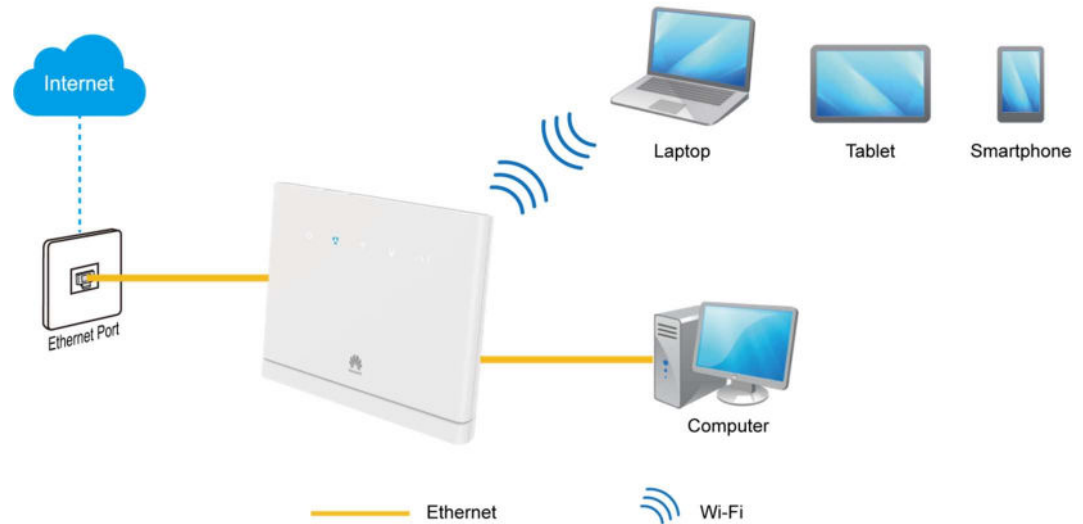 Internet
Laptop
Tablet
Smartphone
Ethernet Port
Computer
Ethernet
Wi-Fi